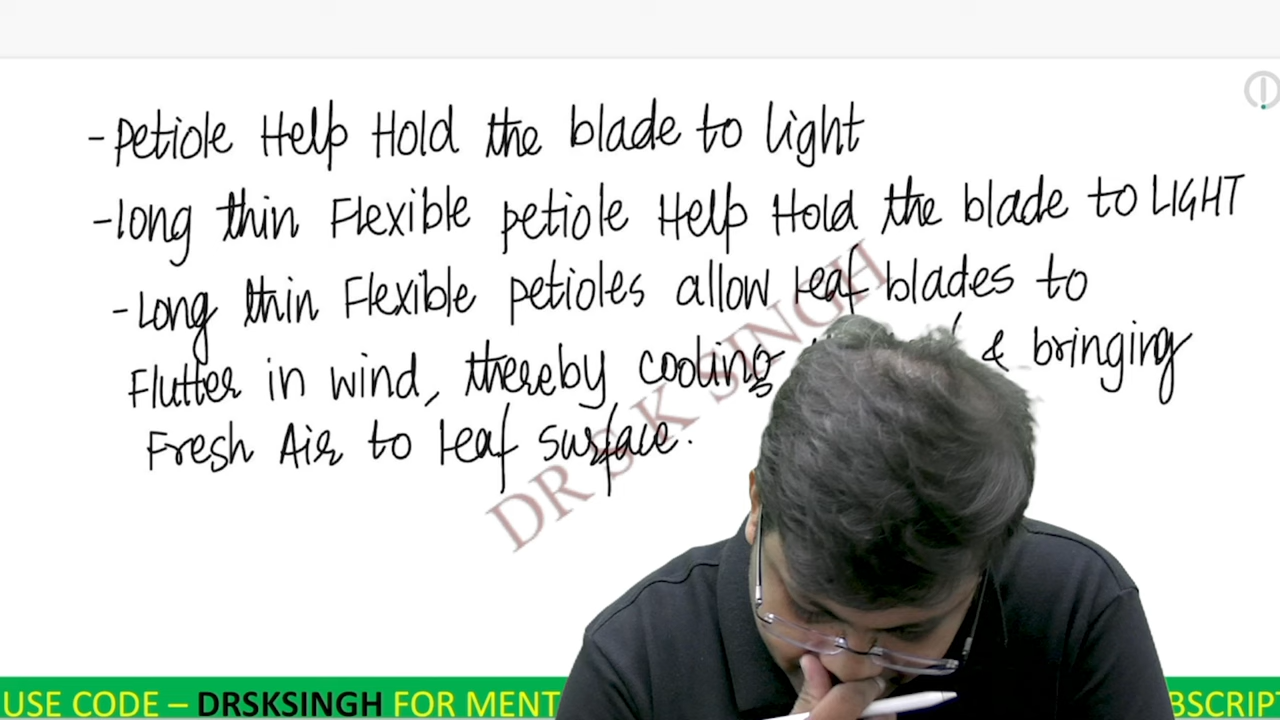 - Petiole Help Hold the blade to light
- long thin Flexible petiole Help Hold the blade to LIGHT
- Long thin Flexible petioles allow leaf blades to
Flutter in wind, thereby cooling & bringing
Fresh Air to leaf surface.
DR S K SINGH
USE CODE – DRSKSINGH FOR MENT BSCRIPT